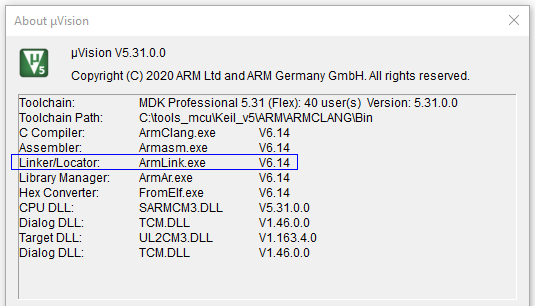 About µVision
µVision V5.31.0.0
Copyright (C) 2020 ARM Ltd and ARM Germany GmbH. All rights reserved.
Toolchain: MDK Professional 5.31 (Flex): 40 user(s) Version: 5.31.0.0
Toolchain Path: C:\tools_mcu\Keil_v5\ARM\ARMCLANG\Bin
C Compiler: ArmClang.exe V6.14
Assembler: Armasm.exe V6.14
Linker/Locator: ArmLink.exe V6.14
Library Manager: ArmAr.exe V6.14
Hex Converter: FromElf.exe V6.14
CPU DLL: SARMCM3.DLL V5.31.0.0
Dialog DLL: TCM.DLL V1.46.0.0
Target DLL: UL2CM3.DLL V1.163.4.0
Dialog DLL: TCM.DLL V1.46.0.0